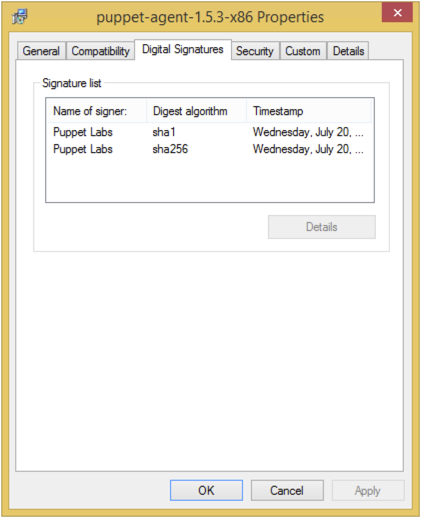 puppet-agent-1.5.3-x86 Properties
General Compatibility Digital Signatures Security Custom Details
Signature list
Name of signer: Digest algorithm Timestamp
Puppet Labs sha1 Wednesday, July 20, ...
Puppet Labs sha256 Wednesday, July 20, ...
Details
OK Cancel Apply